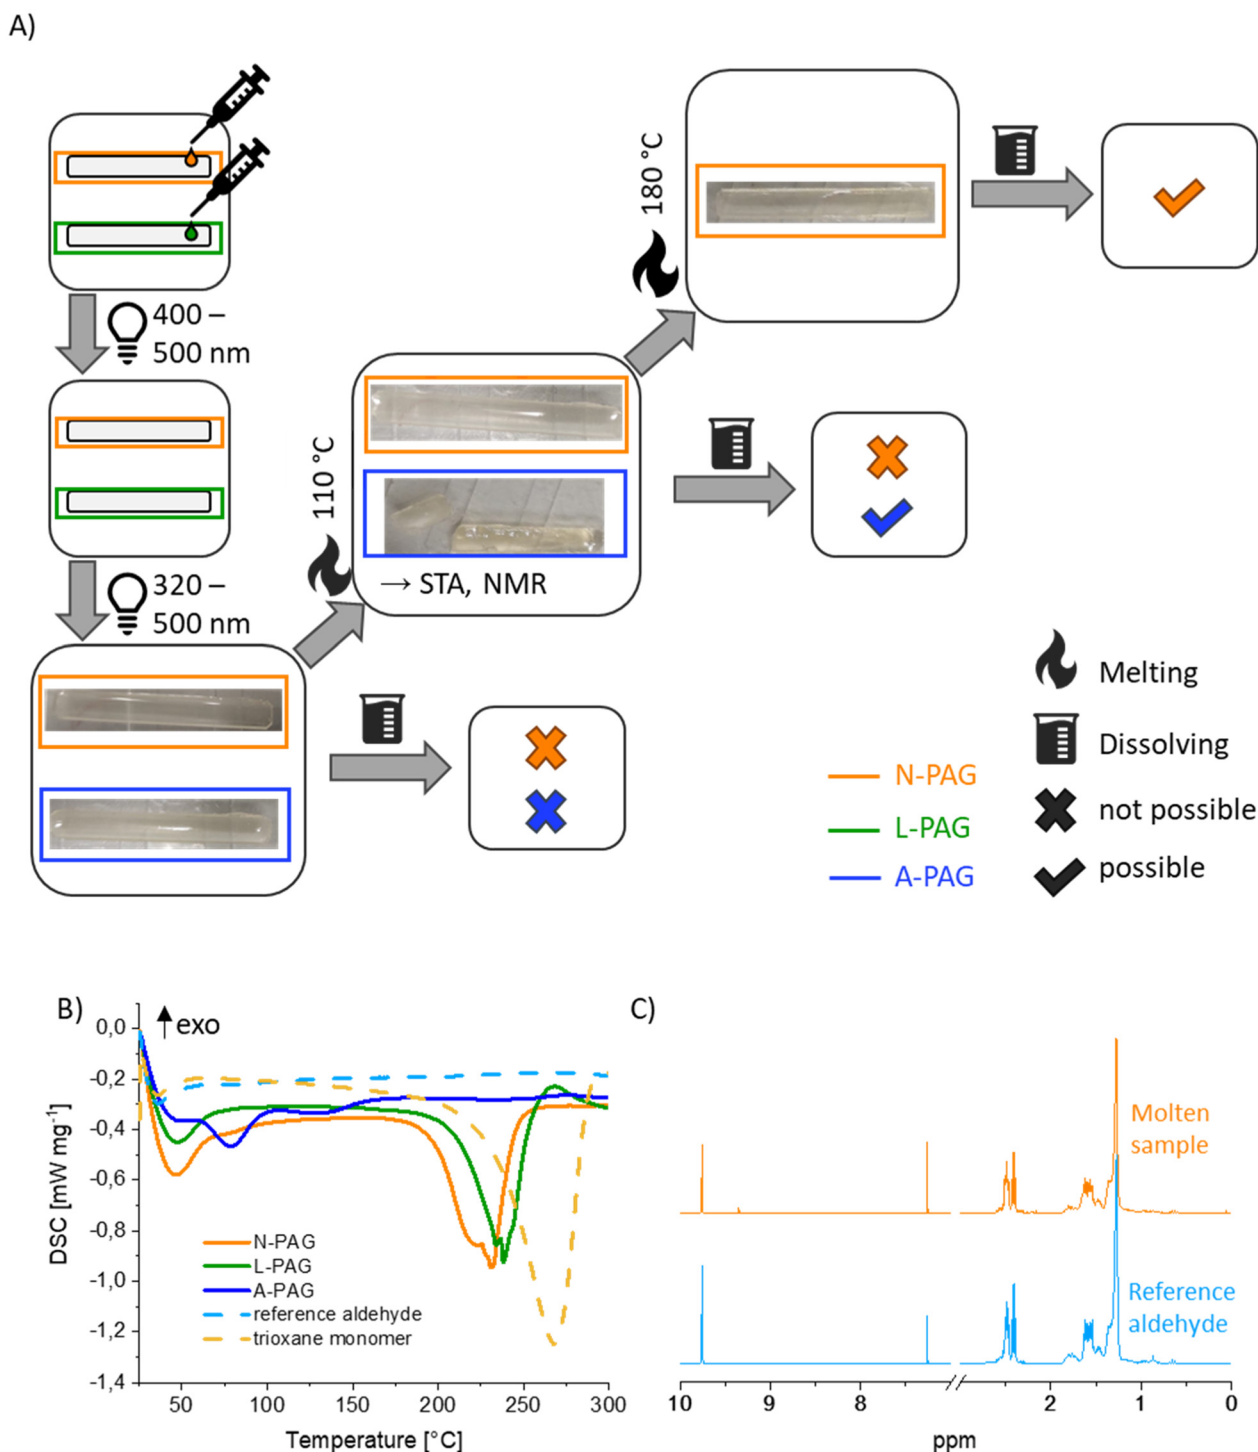 A)
400 –
500 nm
320 –
500 nm
110 °C
→ STA, NMR
180 °C
Melting
Dissolving
not possible
possible
N-PAG
L-PAG
A-PAG
B)
exo
0,0
-0,2
-0,4
-0,6
-0,8
-1,0
-1,2
-1,4
DSC [mW mg-1]
N-PAG
L-PAG
A-PAG
reference aldehyde
trioxane monomer
50
100
150
200
250
300
Temperature [°C]
C)
Molten
sample
Reference
aldehyde
10
9
8
2
1
0
ppm